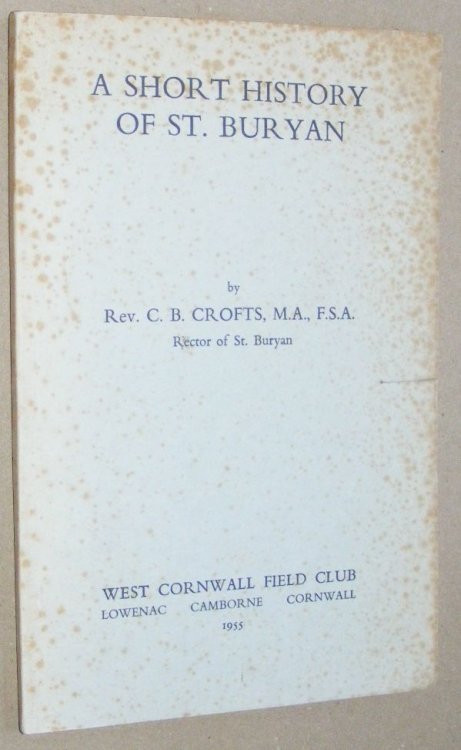 A SHORT HISTORY
OF ST. BURYAN
by
Rev. C. B. CROFTS, M.A., F.S.A.
Rector of St. Buryan
WEST CORNWALL FIELD CLUB
LOWENAC CAMBORNE CORNWALL
1955